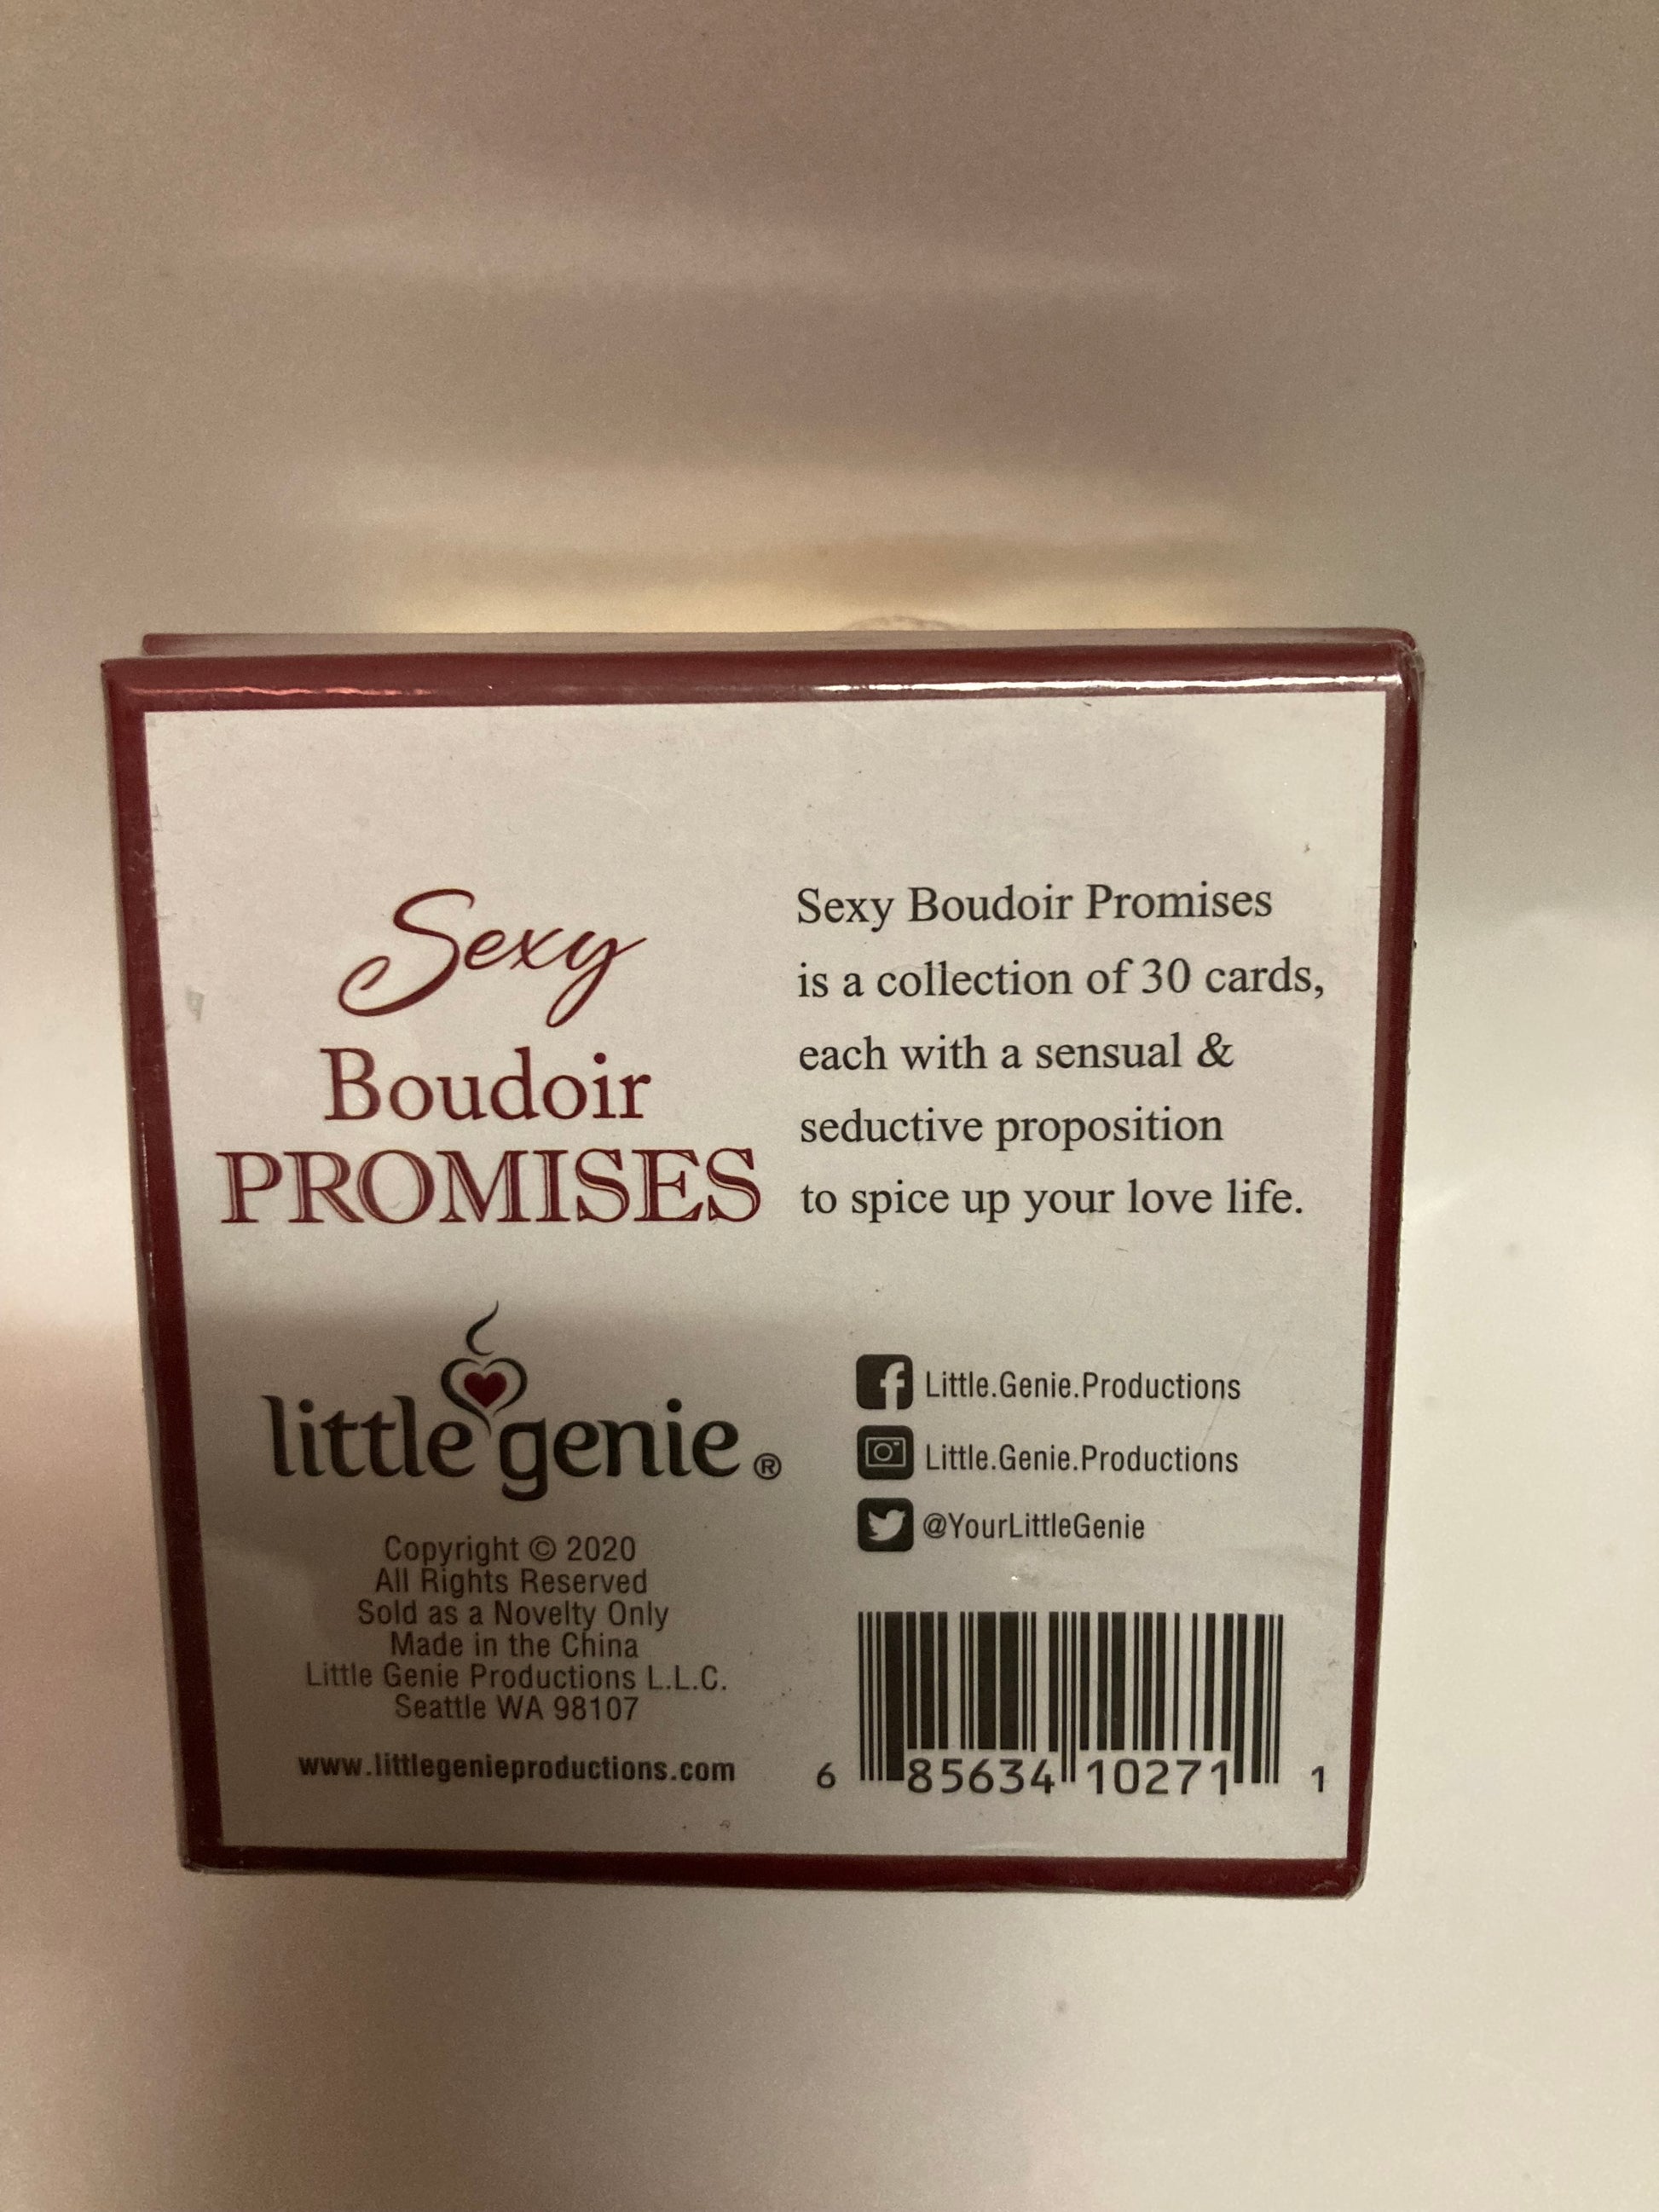 Sexy
Boudoir
PROMISES
Sexy Boudoir Promises
is a collection of 30 cards,
each with a sensual &
seductive proposition
to spice up your love life.
little genie®
Copyright © 2020
All Rights Reserved
Sold as a Novelty Only
Made in the China
Little Genie Productions L.L.C.
Seattle WA 98107
www.littlegenieproductions.com
Little.Genie.Productions
Little.Genie.Productions
@YourLittleGenie
6 85634 10271 1